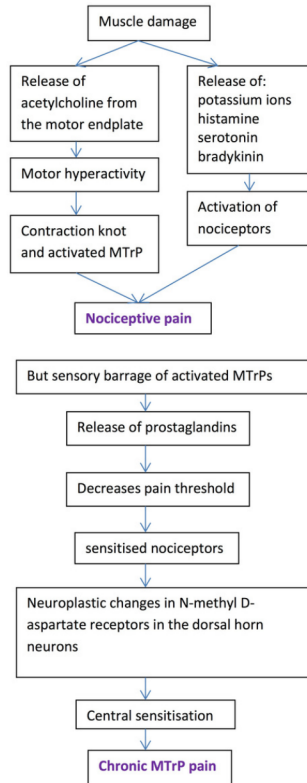 Muscle damage
Release of
acetylcholine from
the motor endplate
Release of:
potassium ions
histamine
serotonin
bradykinin
Motor hyperactivity
Activation of
nociceptors
Contraction knot
and activated MTrP
Nociceptive pain
But sensory barrage of activated MTrPs
Release of prostaglandins
Decreases pain threshold
sensitised nociceptors
Neuroplastic changes in N-methyl D-
aspartate receptors in the dorsal horn
neurons
Central sensitisation
Chronic MTrP pain